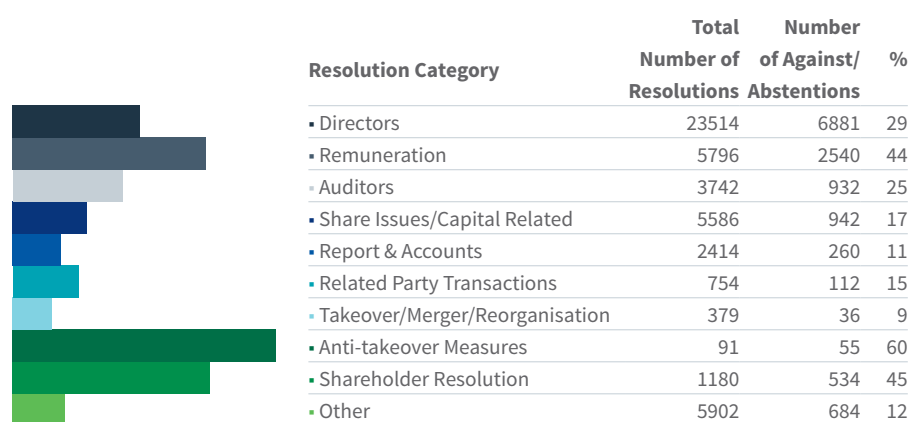 Total Number
Resolution Category Number of of Against/ %
Resolutions Abstentions
Directors 23514 6881 29
Remuneration 5796 2540 44
Auditors 3742 932 25
Share Issues/Capital Related 5586 942 17
Report & Accounts 2414 260 11
Related Party Transactions 754 112 15
Takeover/Merger/Reorganisation 379 36 9
Anti-takeover Measures 91 55 60
Shareholder Resolution 1180 534 45
Other 5902 684 12